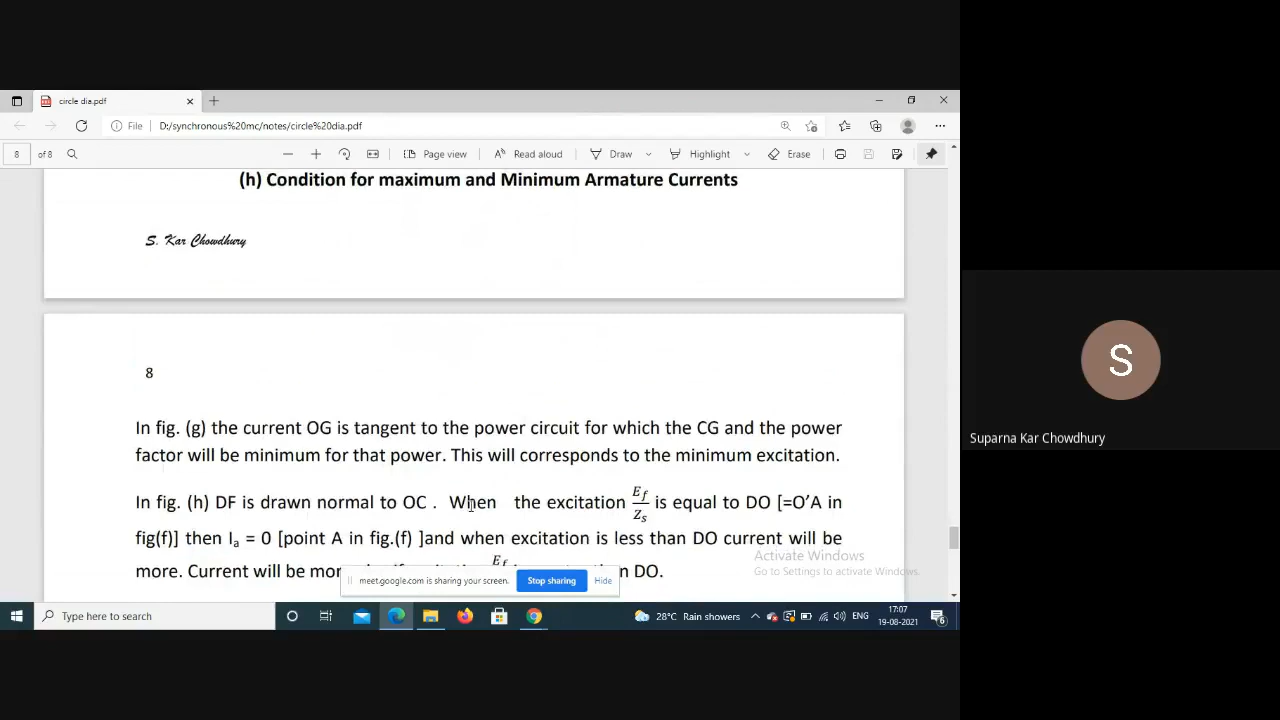 circle dia.pdf
File D:/synchronous%20mc/notes/circle%20dia.pdf
8 of 8 Page view Read aloud Draw Highlight Erase
(h) Condition for maximum and Minimum Armature Currents
S. Kar Chowdhury
8
In fig. (g) the current OG is tangent to the power circuit for which the CG and the power
factor will be minimum for that power. This will corresponds to the minimum excitation.
In fig. (h) DF is drawn normal to OC . When the excitation E_f/Z_s is equal to DO [=O’A in
fig(f)] then I_a = 0 [point A in fig.(f) ]and when excitation is less than DO current will be
more. Current will be mor E_f n DO.
Activate Windows
Go to Settings to activate Windows.
meet.google.com is sharing your screen. Stop sharing Hide
Type here to search
28°C Rain showers ENG 17:07
19-08-2021 6
S
Suparna Kar Chowdhury